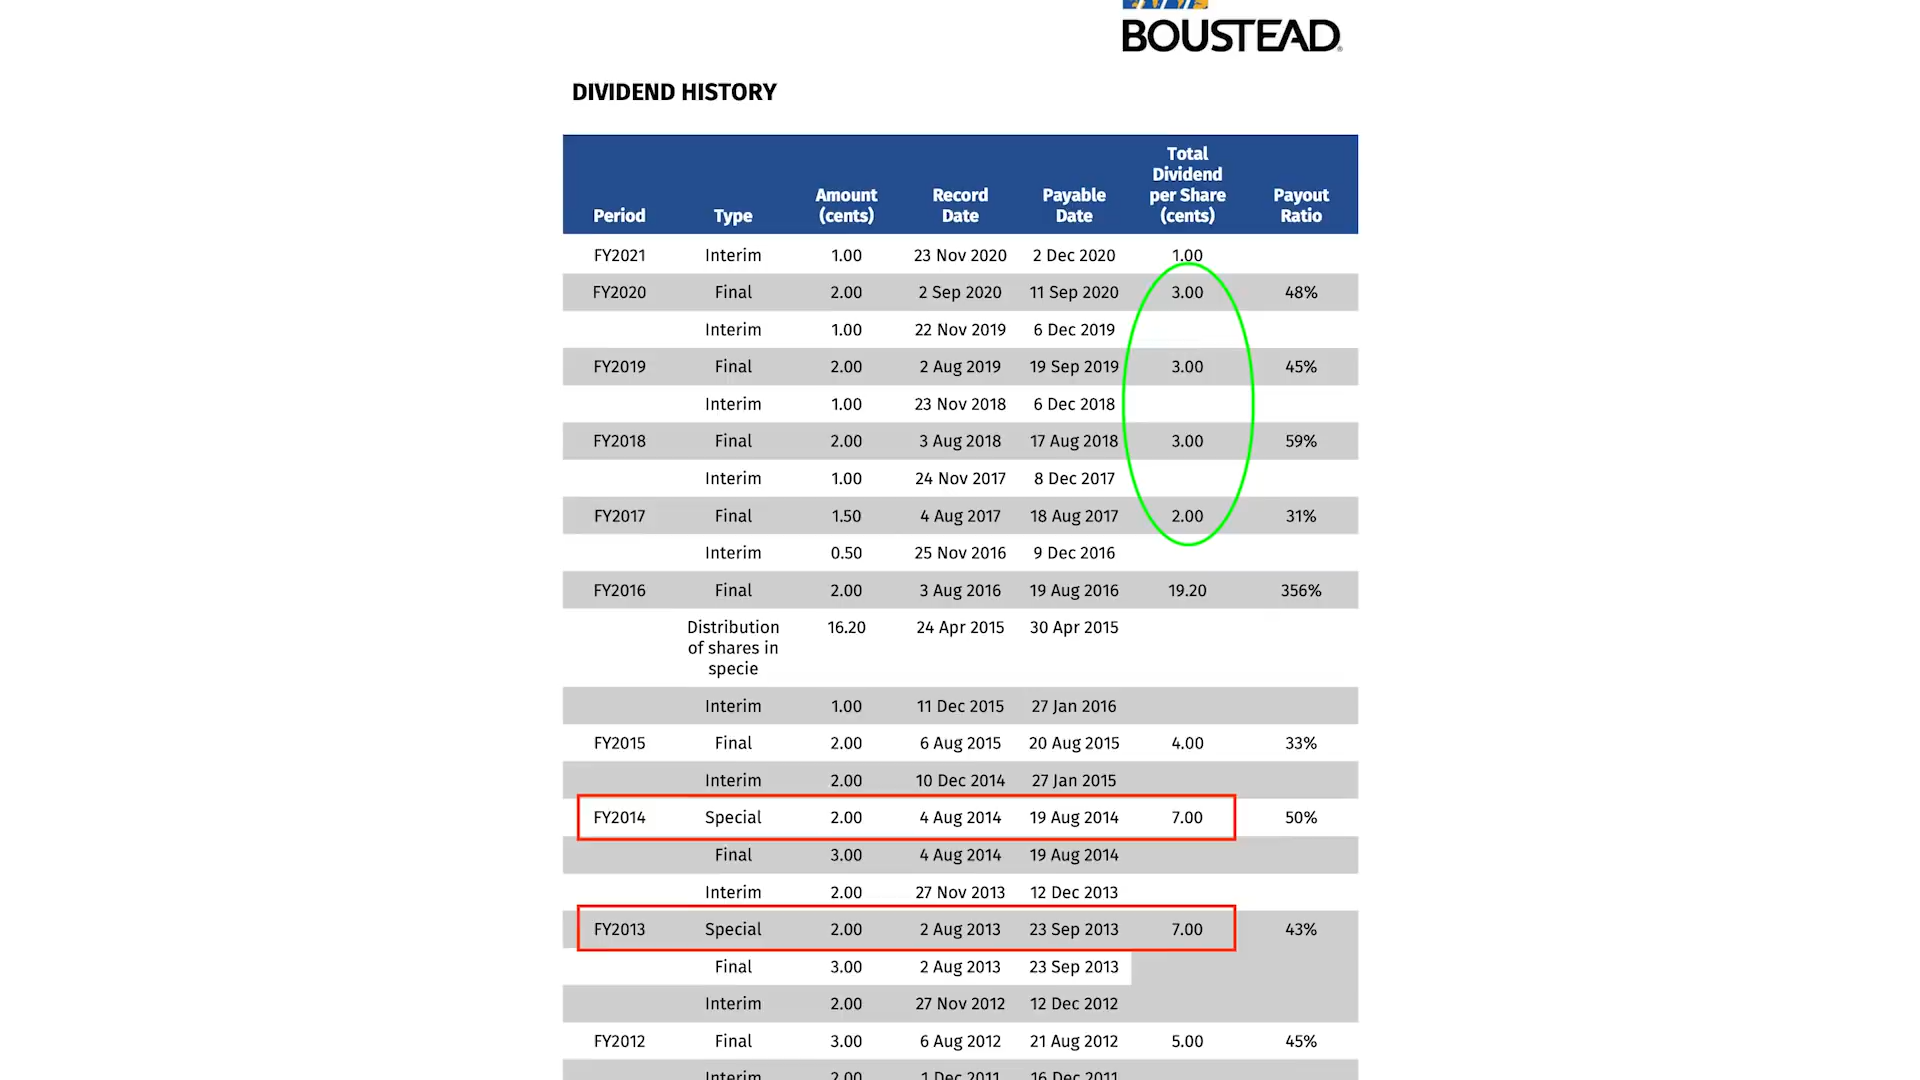 BOUSTEAD®
DIVIDEND HISTORY
Period Type Amount (cents) Record Date Payable Date Total Dividend per Share (cents) Payout Ratio
FY2021 Interim 1.00 23 Nov 2020 2 Dec 2020 1.00
FY2020 Final 2.00 2 Sep 2020 11 Sep 2020 3.00 48%
Interim 1.00 22 Nov 2019 6 Dec 2019
FY2019 Final 2.00 2 Aug 2019 19 Sep 2019 3.00 45%
Interim 1.00 23 Nov 2018 6 Dec 2018
FY2018 Final 2.00 3 Aug 2018 17 Aug 2018 3.00 59%
Interim 1.00 24 Nov 2017 8 Dec 2017
FY2017 Final 1.50 4 Aug 2017 18 Aug 2017 2.00 31%
Interim 0.50 25 Nov 2016 9 Dec 2016
FY2016 Final 2.00 3 Aug 2016 19 Aug 2016 19.20 356%
Distribution of shares in specie 16.20 24 Apr 2015 30 Apr 2015
Interim 1.00 11 Dec 2015 27 Jan 2016
FY2015 Final 2.00 6 Aug 2015 20 Aug 2015 4.00 33%
Interim 2.00 10 Dec 2014 27 Jan 2015
FY2014 Special 2.00 4 Aug 2014 19 Aug 2014 7.00 50%
Final 3.00 4 Aug 2014 19 Aug 2014
Interim 2.00 27 Nov 2013 12 Dec 2013
FY2013 Special 2.00 2 Aug 2013 23 Sep 2013 7.00 43%
Final 3.00 2 Aug 2013 23 Sep 2013
Interim 2.00 27 Nov 2012 12 Dec 2012
FY2012 Final 3.00 6 Aug 2012 21 Aug 2012 5.00 45%
Interim 2.00 1 Dec 2011 16 Dec 2011